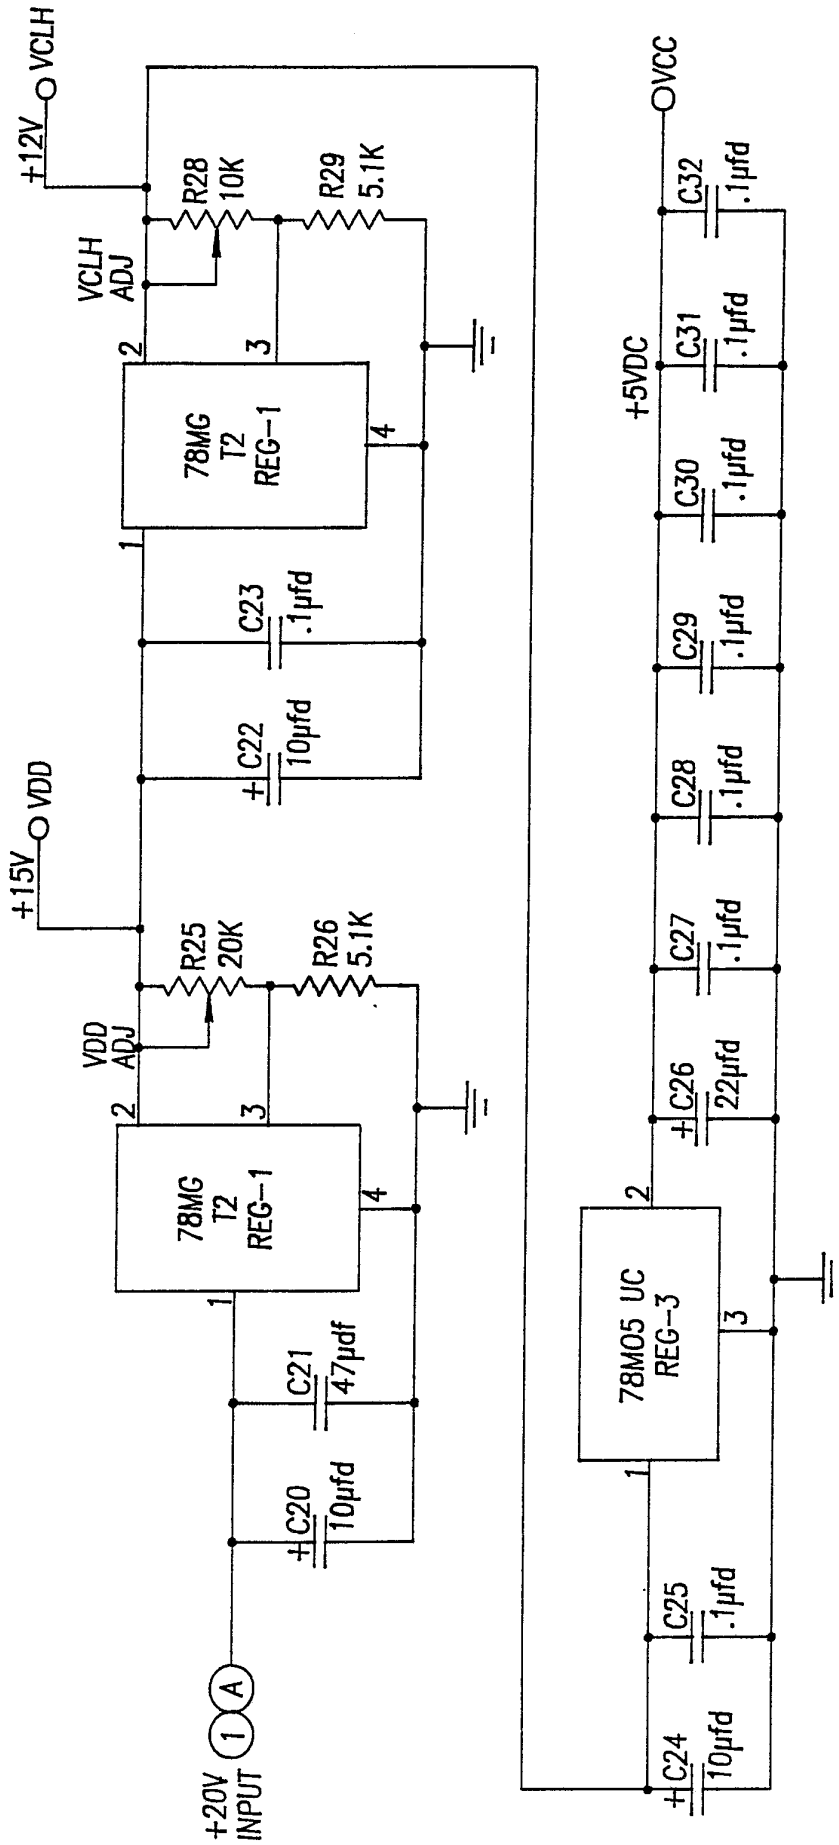 +20V
INPUT
1
A
+
C20
10µfd
C21
47µdf
1
78MG
T2
REG-1
2
3
4
VDD
ADJ
R25
20K
R26
5.1K
+15V
VDD
+
C22
10µfd
C23
.1µfd
1
78MG
T2
REG-1
2
3
4
VCLH
ADJ
R28
10K
R29
5.1K
+12V
VCLH
+
C24
10µfd
C25
.1µfd
1
78M05 UC
REG-3
2
3
+
C26
22µfd
C27
.1µfd
C28
.1µfd
C29
.1µfd
C30
.1µfd
+5VDC
C31
.1µfd
C32
.1µfd
VCC